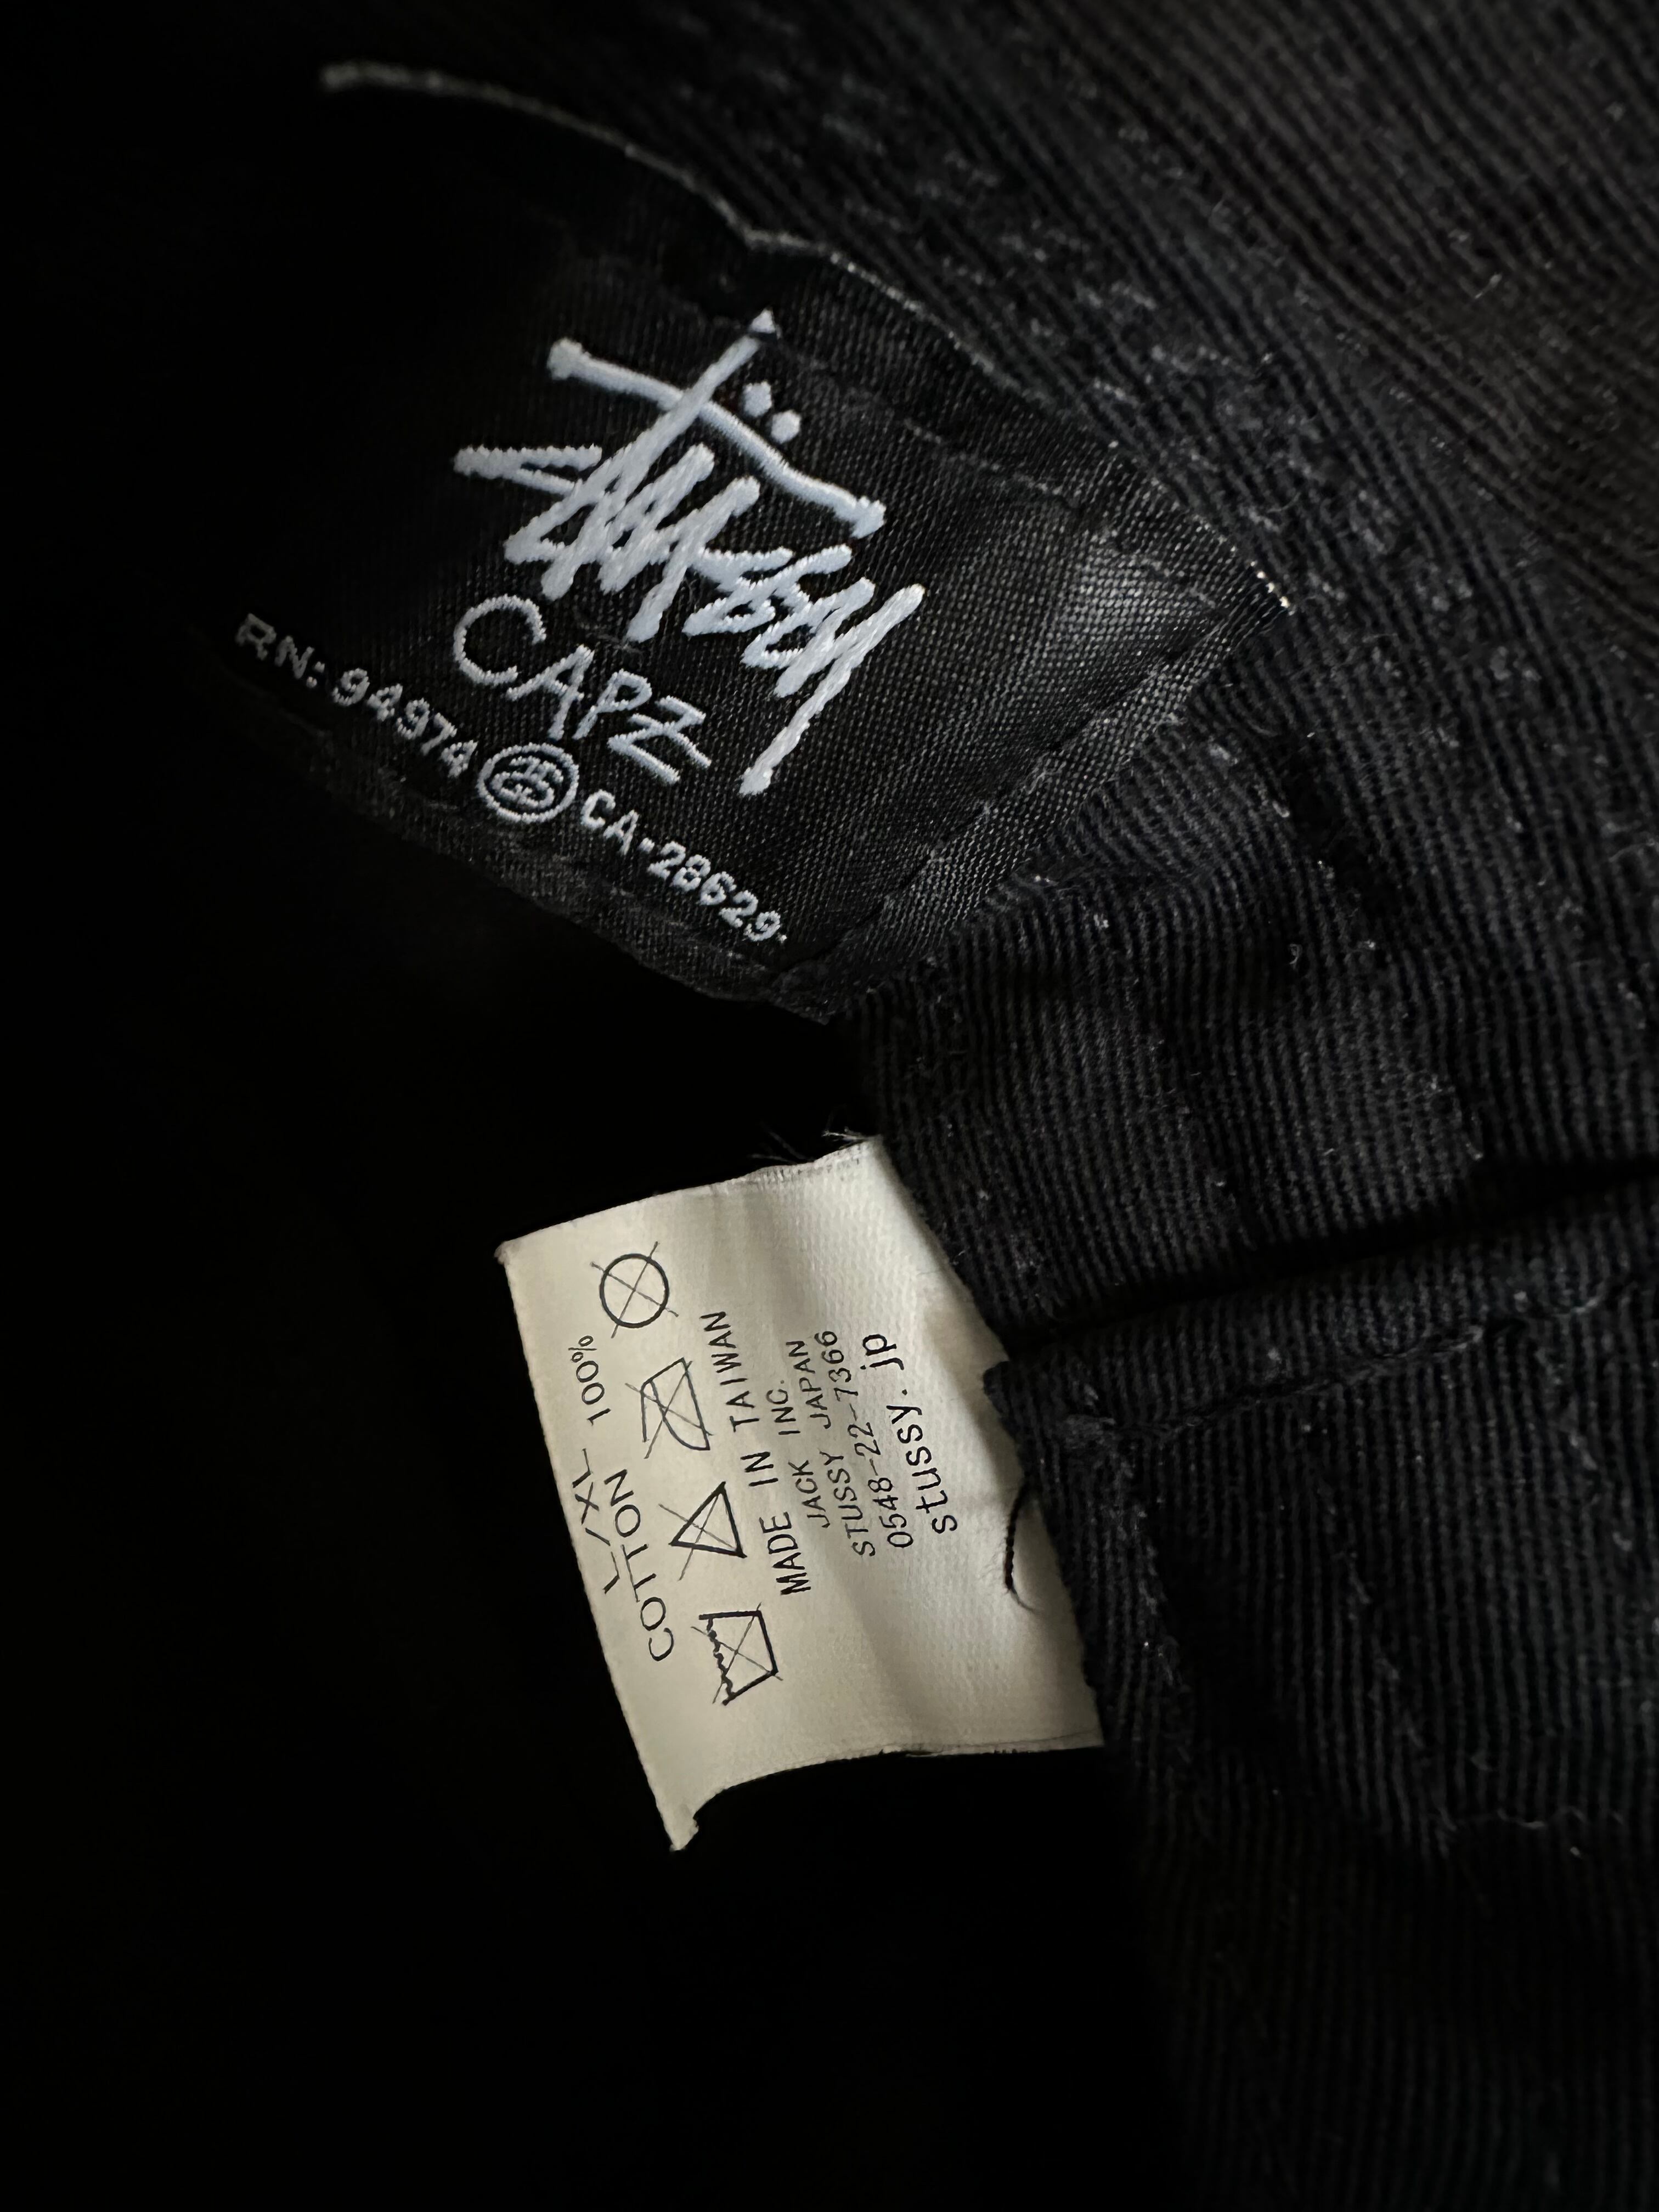 Stüssy
CAPZ
RN: 94974 SS CA·28629·
L/XL
COTTON 100%
MADE IN TAIWAN
JACK INC.
STUSSY JAPAN
0548-22-7366
stussy.jp